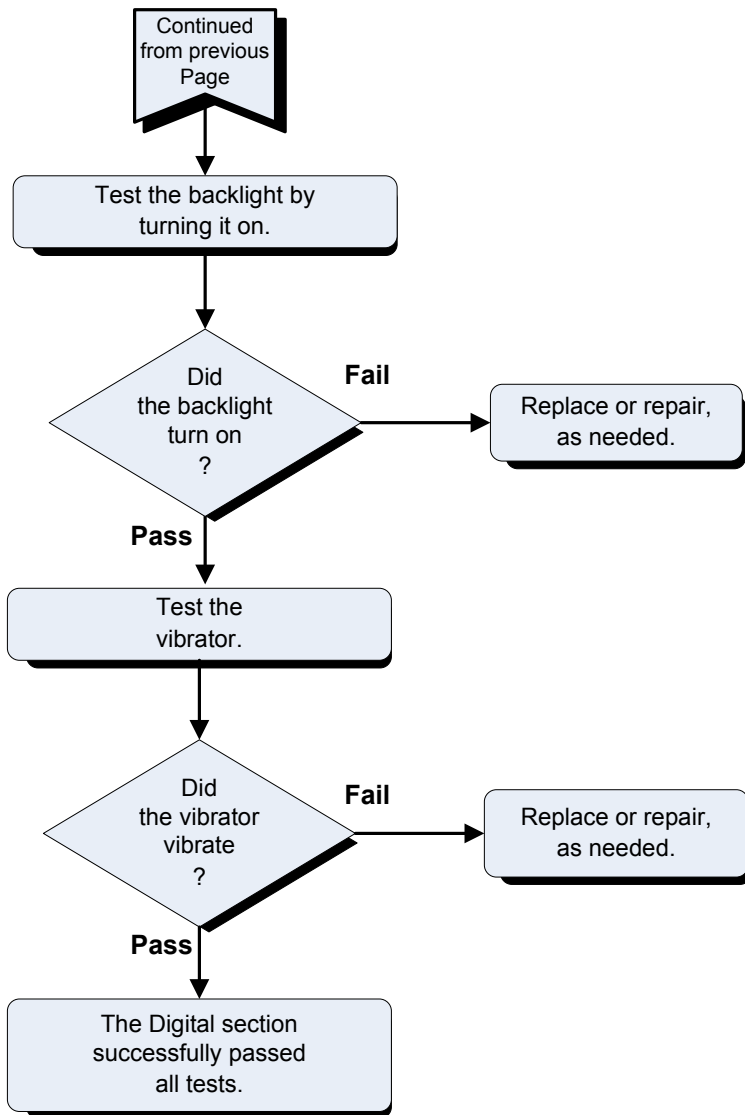 Continued
from previous
Page
Test the backlight by
turning it on.
Did
the backlight
turn on
?
Fail
Replace or repair,
as needed.
Pass
Test the
vibrator.
Did
the vibrator
vibrate
?
Fail
Replace or repair,
as needed.
Pass
The Digital section
successfully passed
all tests.